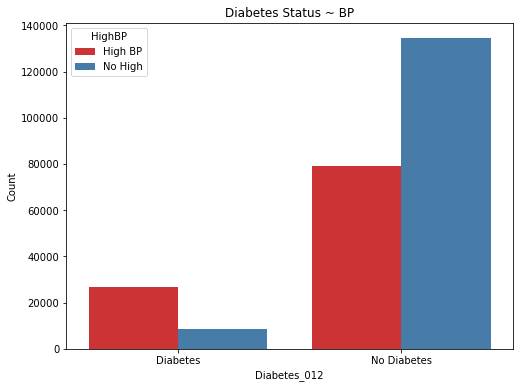 Diabetes Status ~ BP
HighBP
High BP
No High
Count
140000
120000
100000
80000
60000
40000
20000
0
Diabetes
No Diabetes
Diabetes_012